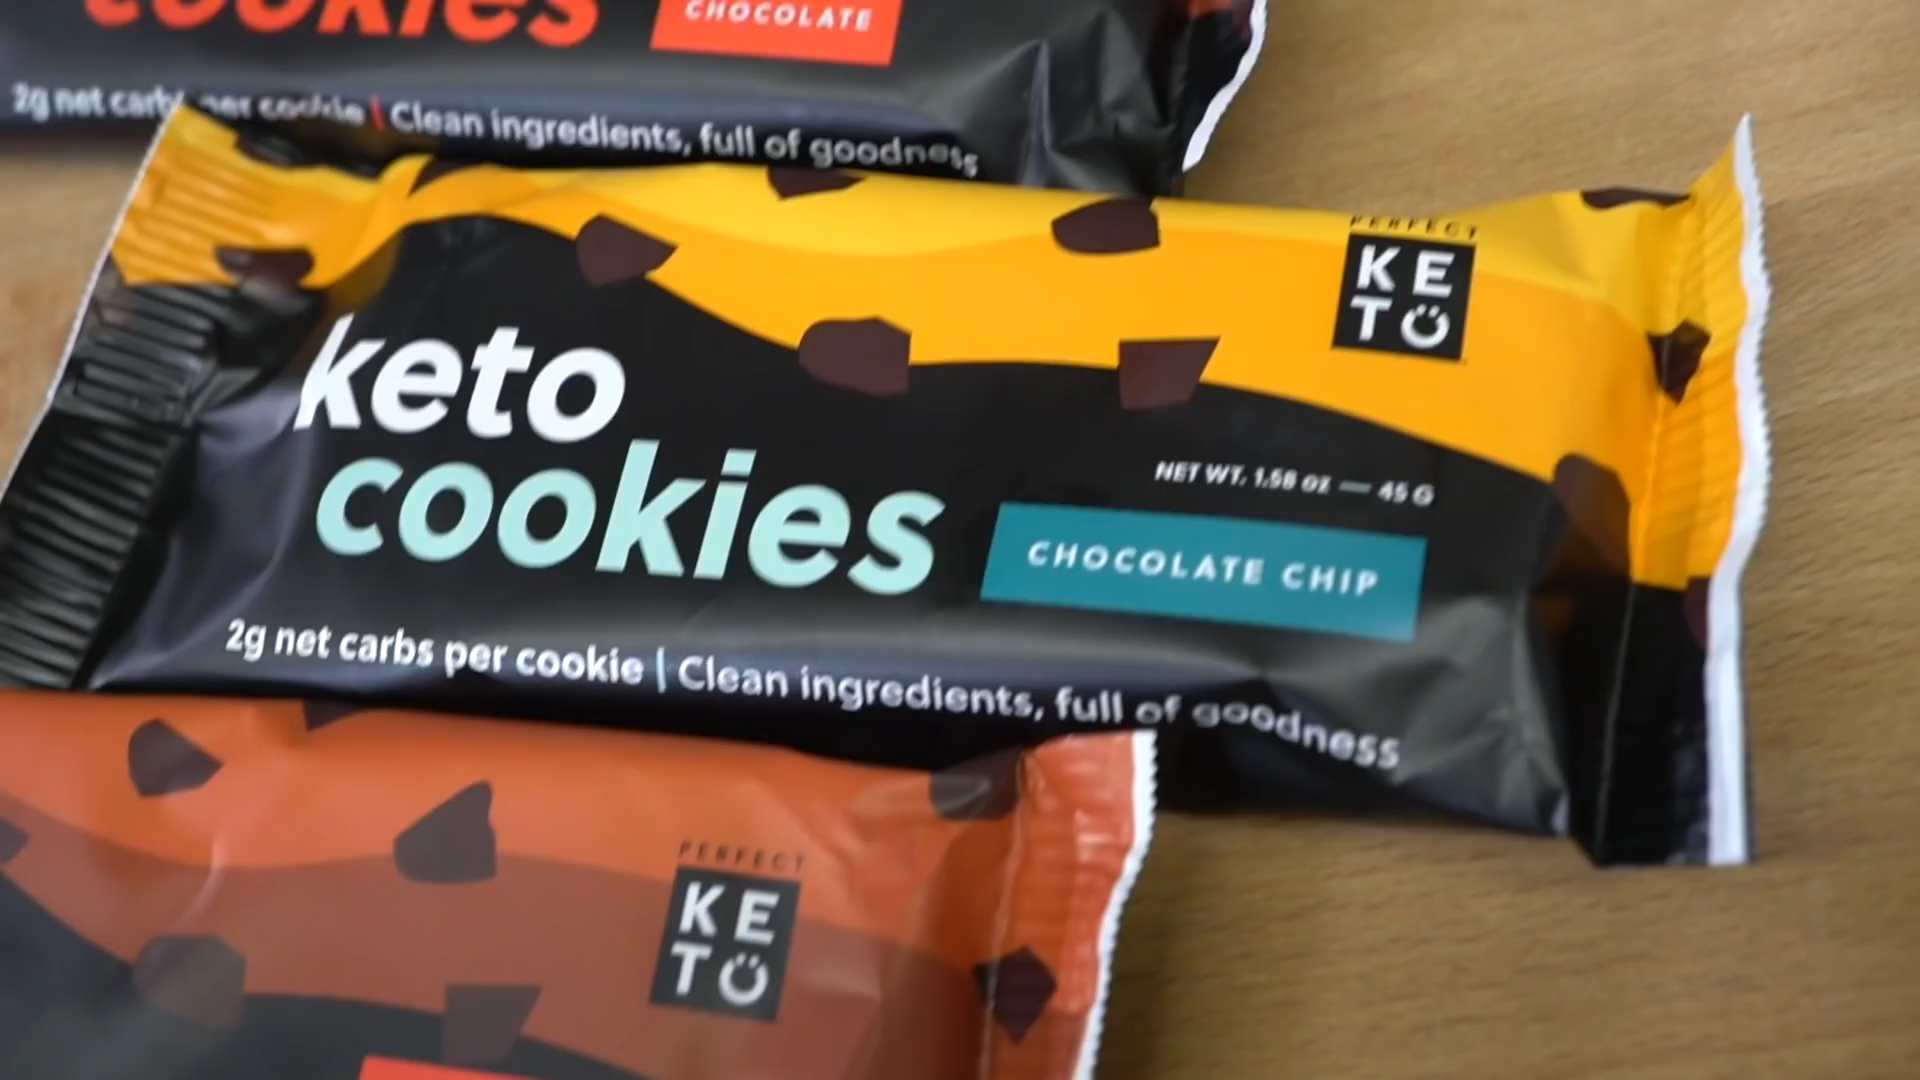 cookies
CHOCOLATE
2g net carbs per cookie | Clean ingredients, full of goodness
PERFECT
KE
TO
keto
cookies
NET WT. 1.58 oz — 45 G
CHOCOLATE CHIP
2g net carbs per cookie | Clean ingredients, full of goodness
PERFECT
KE
TO